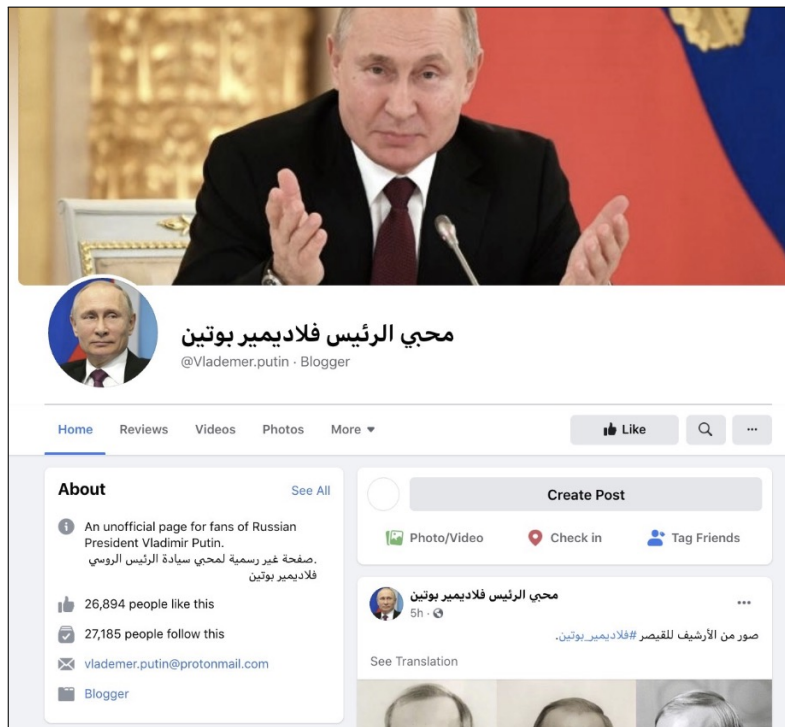 محبي الرئيس فلاديمير بوتين
@Vlademer.putin · Blogger
Home Reviews Videos Photos More
Like
...
About See All
An unofficial page for fans of Russian
President Vladimir Putin.
.صفحة غير رسمية لمحبي سيادة الرئيس الروسي
فلاديمير بوتين
26,894 people like this
27,185 people follow this
vlademer.putin@protonmail.com
Blogger
Create Post
Photo/Video Check in Tag Friends
محبي الرئيس فلاديمير بوتين
5h ·
...
صور من الأرشيف للقيصر #فلاديمير_بوتين.
See Translation